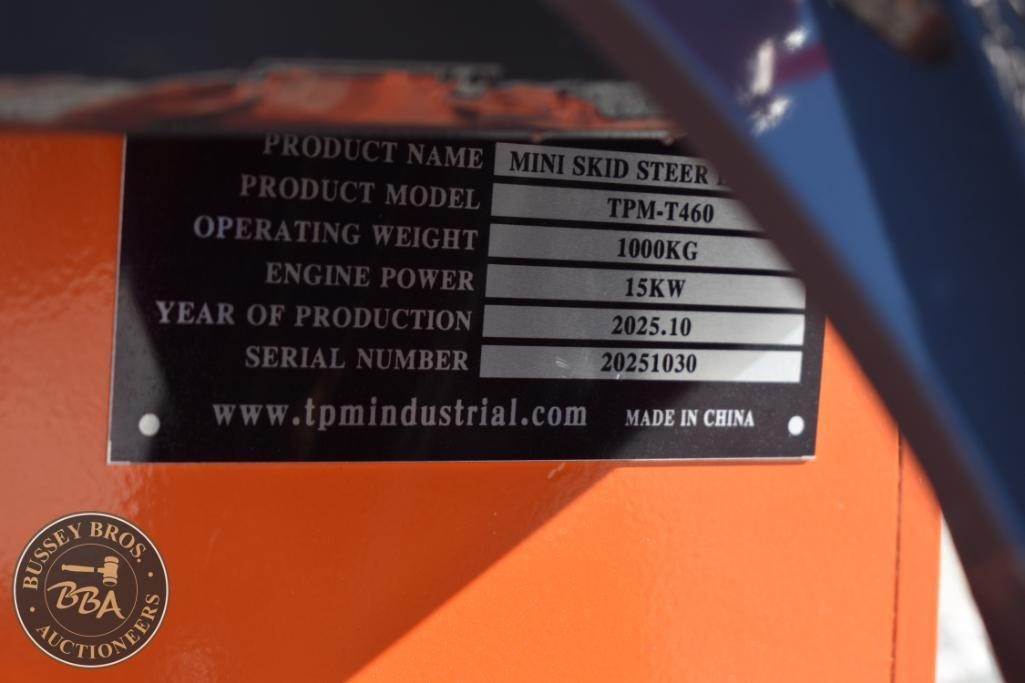 PRODUCT NAME MINI SKID STEER
PRODUCT MODEL TPM-T460
OPERATING WEIGHT 1000KG
ENGINE POWER 15KW
YEAR OF PRODUCTION 2025.10
SERIAL NUMBER 20251030
www.tpmindustrial.com MADE IN CHINA
BUSSEY BROS.
BBA
AUCTIONEERS